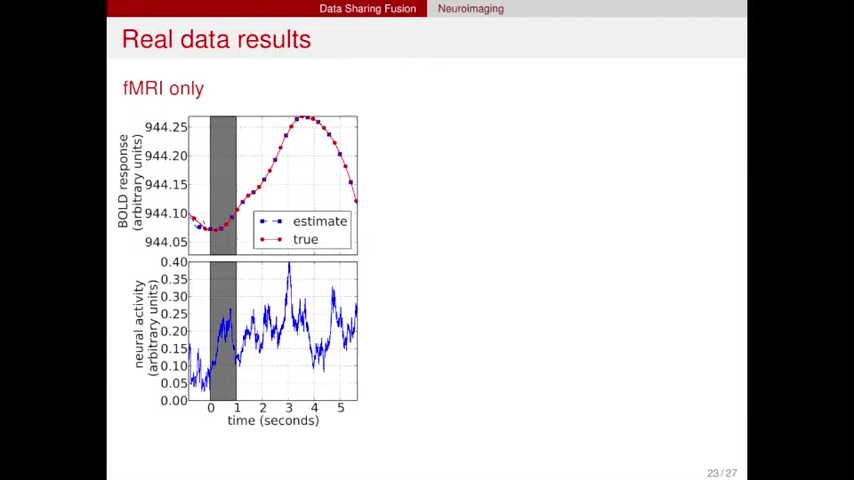 Data Sharing Fusion Neuroimaging
Real data results
fMRI only
BOLD response
(arbitrary units)
944.25
944.20
944.15
944.10
944.05
estimate
true
neural activity
(arbitrary units)
0.40
0.35
0.30
0.25
0.20
0.15
0.10
0.05
0.00
0 1 2 3 4 5
time (seconds)
23 / 27